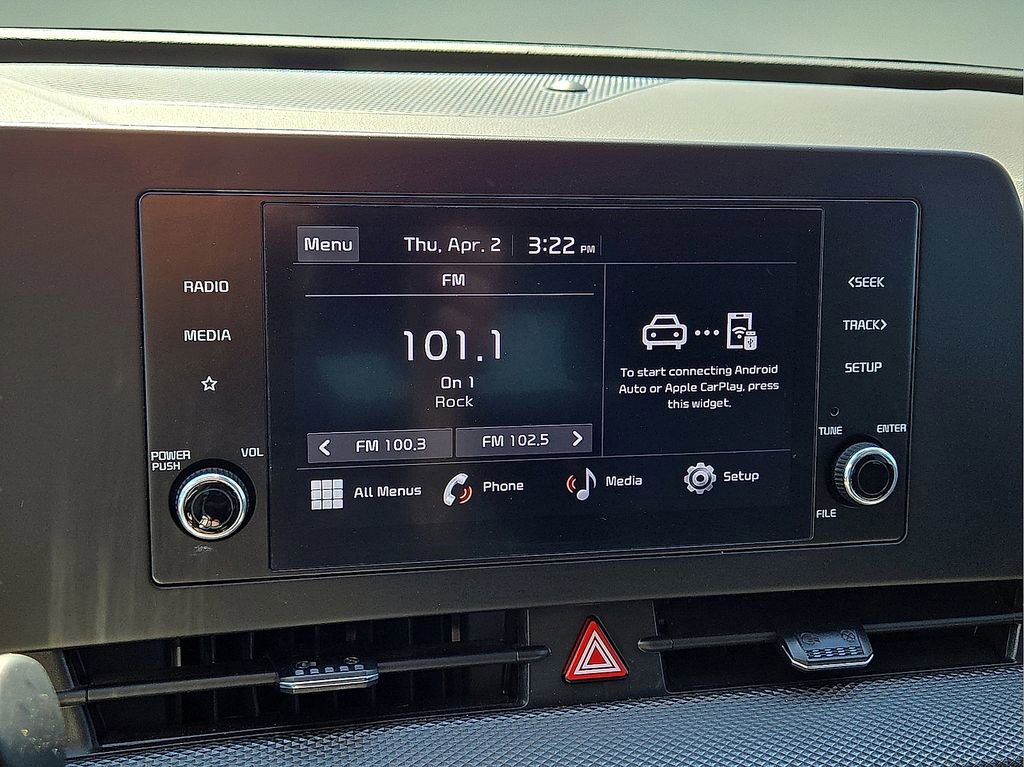 Menu
Thu, Apr. 2
3:22 PM
FM
101.1
On 1
Rock
FM 100.3
FM 102.5
To start connecting Android
Auto or Apple CarPlay, press
this widget.
All Menus
Phone
Media
Setup
RADIO
MEDIA
POWER
PUSH
VOL
<SEEK
TRACK>
SETUP
TUNE
ENTER
FILE